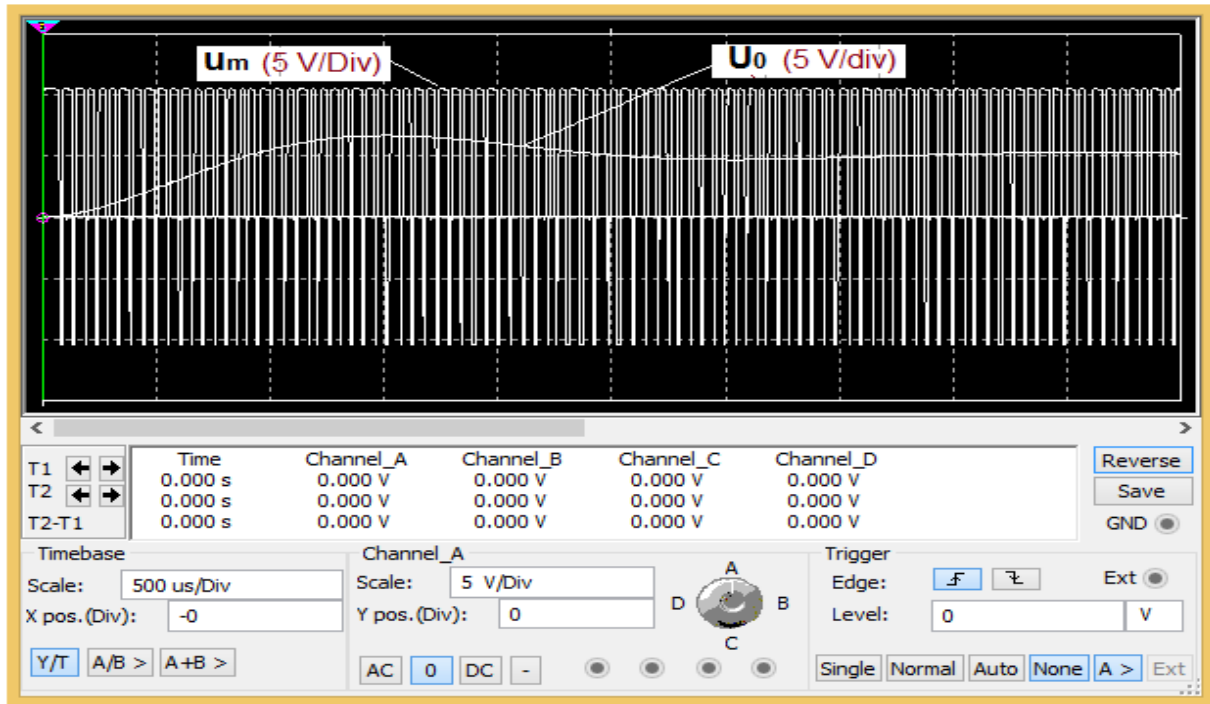 um (5 V/Div)
U0 (5 V/div)
T1
T2
T2-T1
Time Channel_A Channel_B Channel_C Channel_D
0.000 s 0.000 V 0.000 V 0.000 V 0.000 V
0.000 s 0.000 V 0.000 V 0.000 V 0.000 V
0.000 s 0.000 V 0.000 V 0.000 V 0.000 V
Reverse
Save
GND
Timebase
Scale: 500 us/Div
X pos.(Div): -0
Y/T A/B > A+B >
Channel_A
Scale: 5 V/Div
Y pos.(Div): 0
AC 0 DC -
A
D B
C
Trigger
Edge: Ext
Level: 0 V
Single Normal Auto None A > Ext